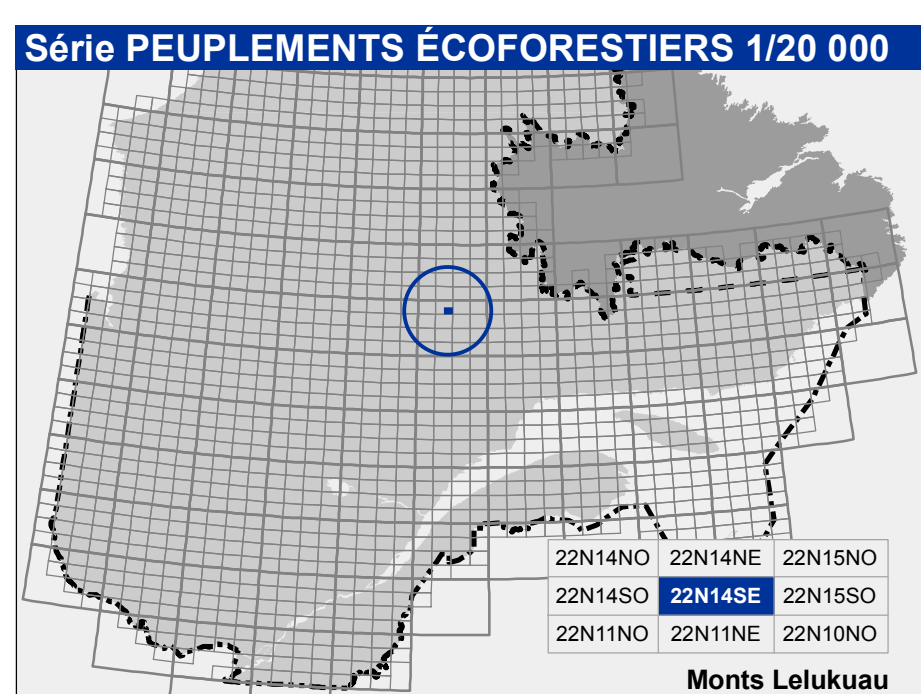 Série PEUPLEMENTS ÉCOFORESTIERS 1/20 000
22N14NO 22N14NE 22N15NO
22N14SO 22N14SE 22N15SO
22N11NO 22N11NE 22N10NO
Monts Lelukuau